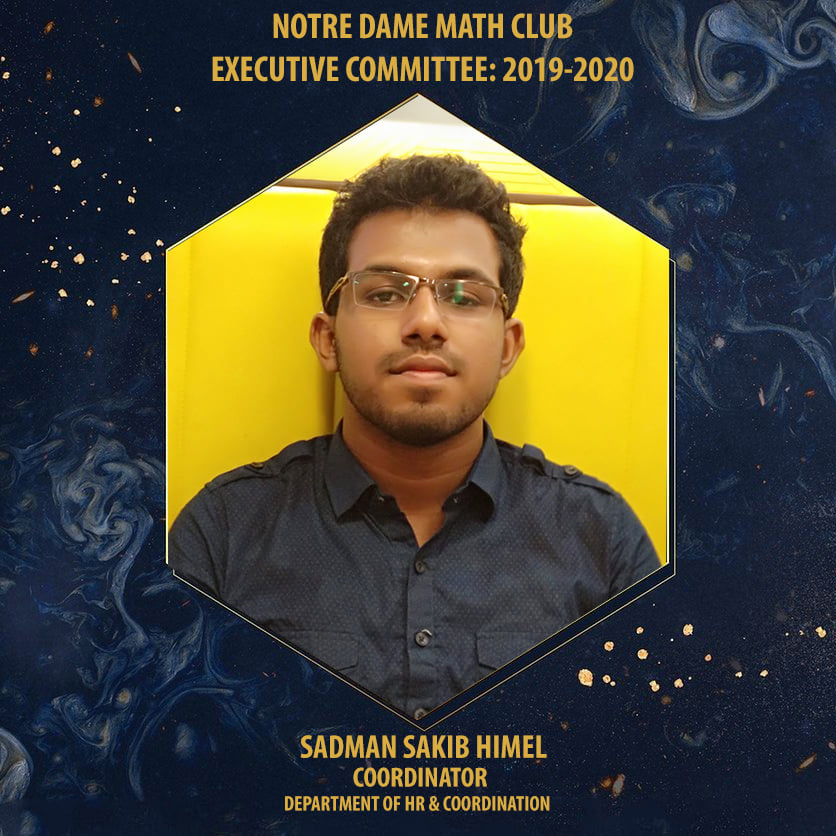 NOTRE DAME MATH CLUB
EXECUTIVE COMMITTEE: 2019-2020
SADMAN SAKIB HIMEL
COORDINATOR
DEPARTMENT OF HR & COORDINATION